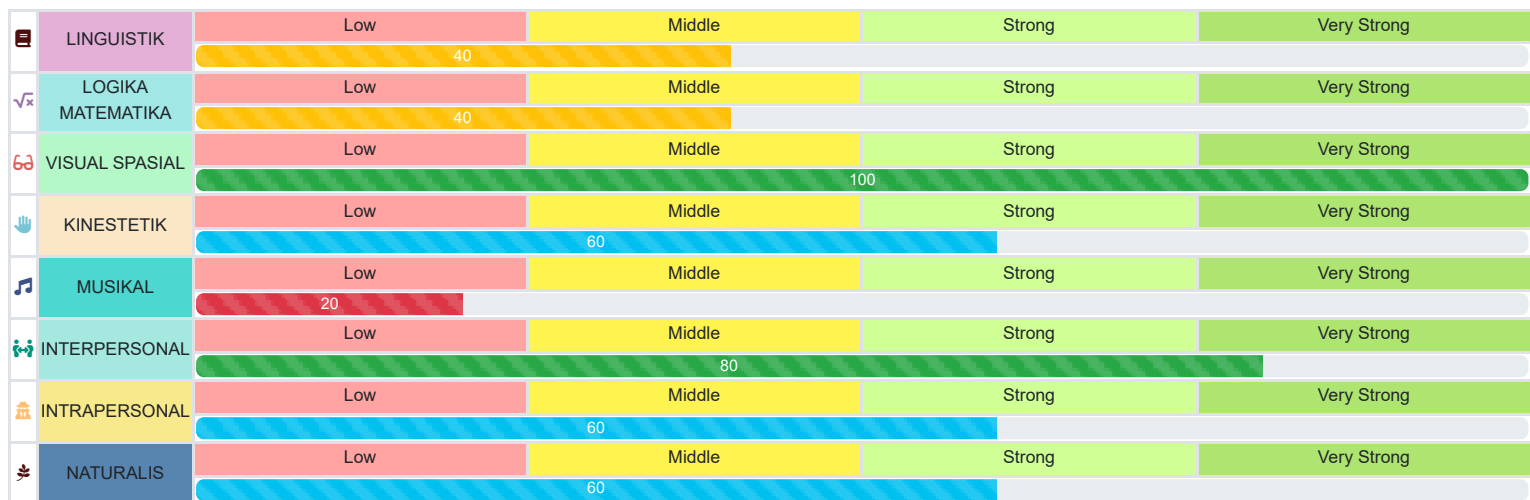 Low Middle Strong Very Strong
LINGUISTIK
40
Low Middle Strong Very Strong
LOGIKA
MATEMATIKA
40
Low Middle Strong Very Strong
VISUAL SPASIAL
100
Low Middle Strong Very Strong
KINESTETIK
60
Low Middle Strong Very Strong
MUSIKAL
20
Low Middle Strong Very Strong
INTERPERSONAL
80
Low Middle Strong Very Strong
INTRAPERSONAL
60
Low Middle Strong Very Strong
NATURALIS
60